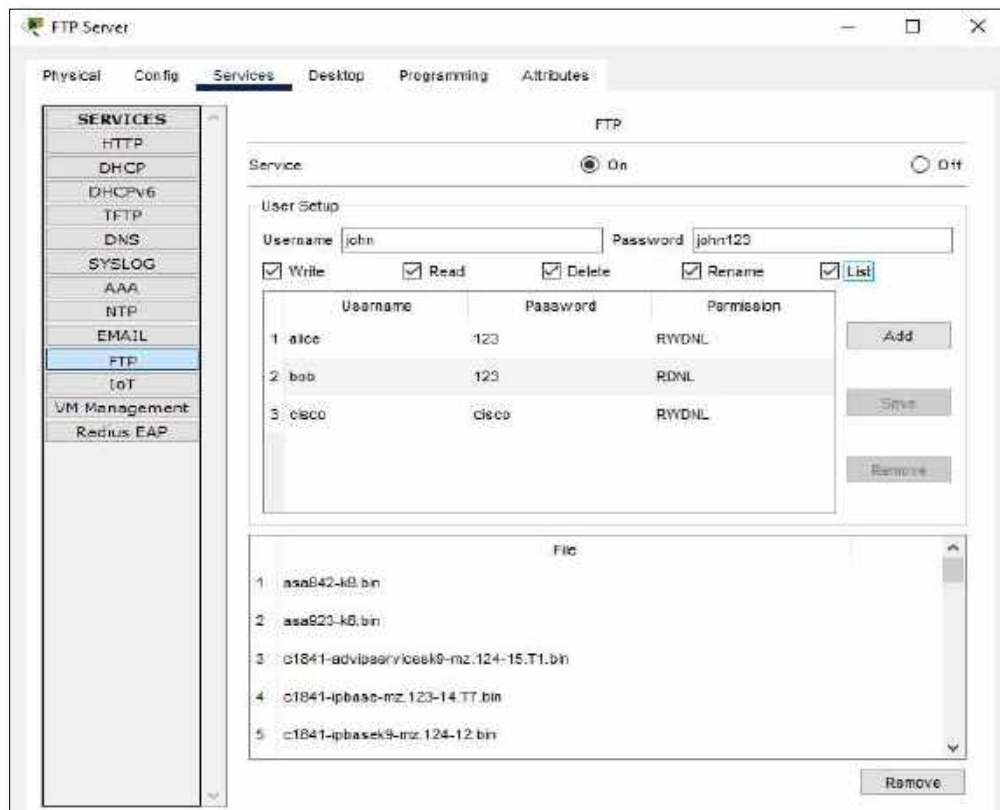 FTP Server
Physical Config Services Desktop Programming Attributes
SERVICES
HTTP
DHCP
DHCPv6
TFTP
DNS
SYSLOG
AAA
NTP
EMAIL
FTP
IoT
VM Management
Radius EAP
FTP
Service On Off
User Setup
Username john Password john123
Write Read Delete Rename List
Username Password Permission
1 alice 123 RWDNL
2 bob 123 RDNL
3 cisco cisco RWDNL
Add
Save
Remove
File
1 asa842-k8.bin
2 asa923-k8.bin
3 c1841-advipservicesk9-mz.124-15.T1.bin
4 c1841-ipbase-mz.123-14.T7.bin
5 c1841-ipbasek9-mz.124-12.bin
Remove